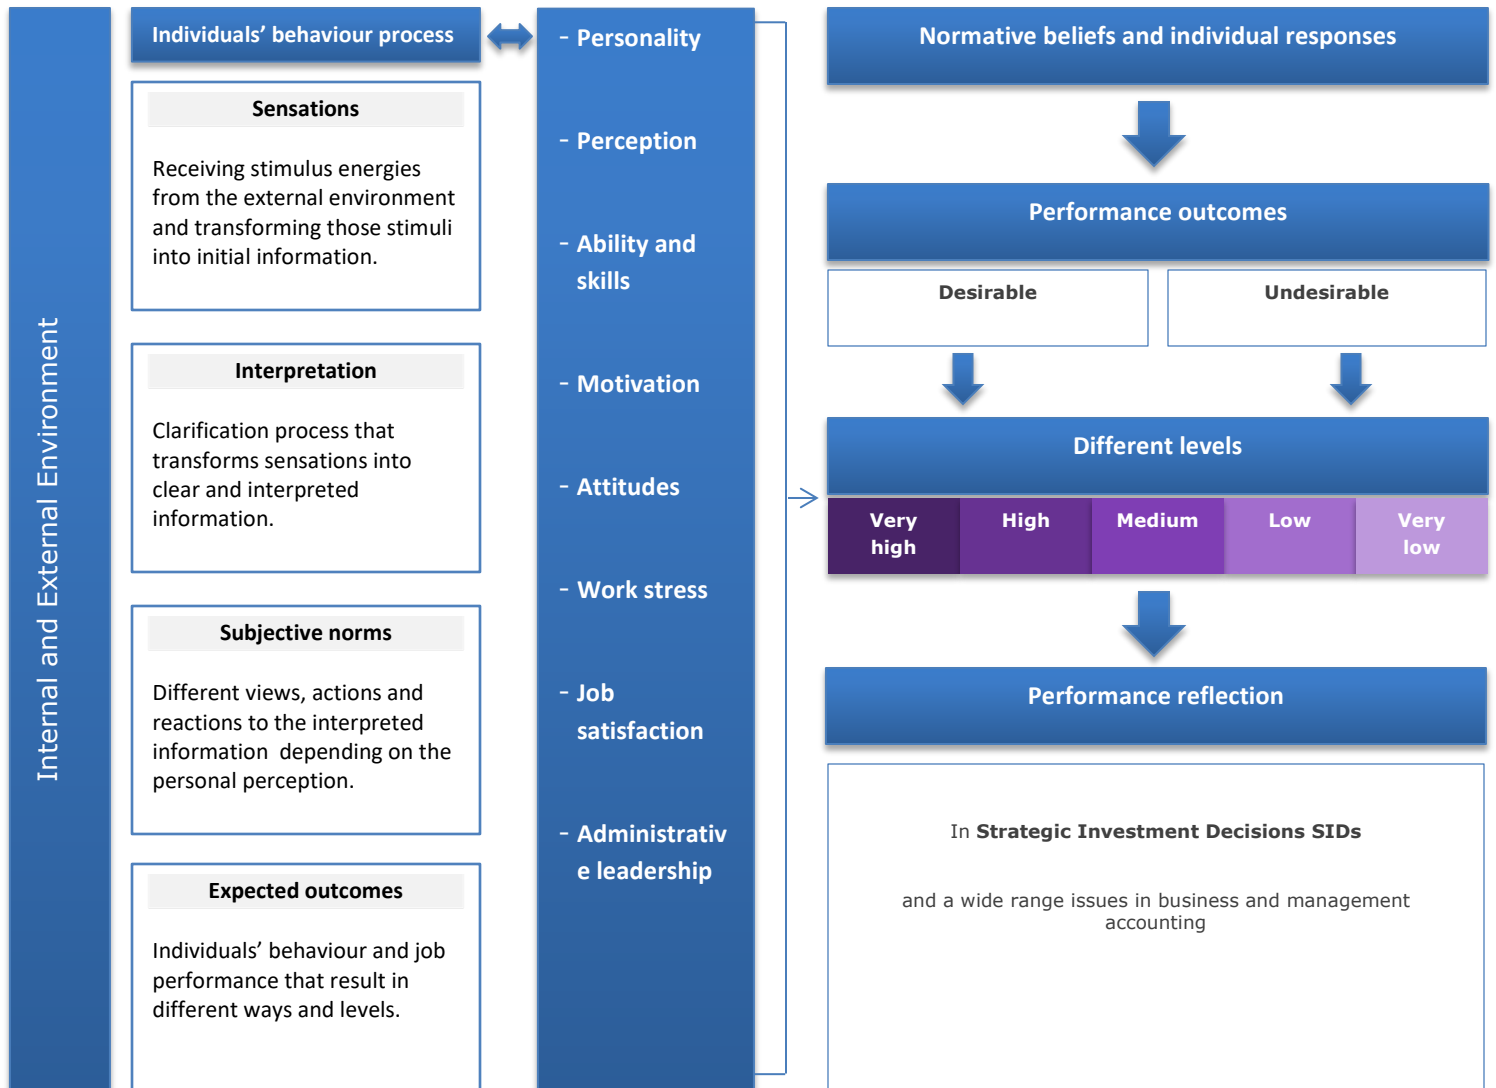 Internal and External Environment
Individuals’ behaviour process
Sensations
Receiving stimulus energies
from the external environment
and transforming those stimuli
into initial information.
Interpretation
Clarification process that
transforms sensations into
clear and interpreted
information.
Subjective norms
Different views, actions and
reactions to the interpreted
information depending on the
personal perception.
Expected outcomes
Individuals’ behaviour and job
performance that result in
different ways and levels.
- Personality
- Perception
- Ability and
skills
- Motivation
- Attitudes
- Work stress
- Job
satisfaction
- Administrativ
e leadership
Normative beliefs and individual responses
Performance outcomes
Desirable
Undesirable
Different levels
Very
high
High
Medium
Low
Very
low
Performance reflection
In Strategic Investment Decisions SIDs
and a wide range issues in business and management
accounting